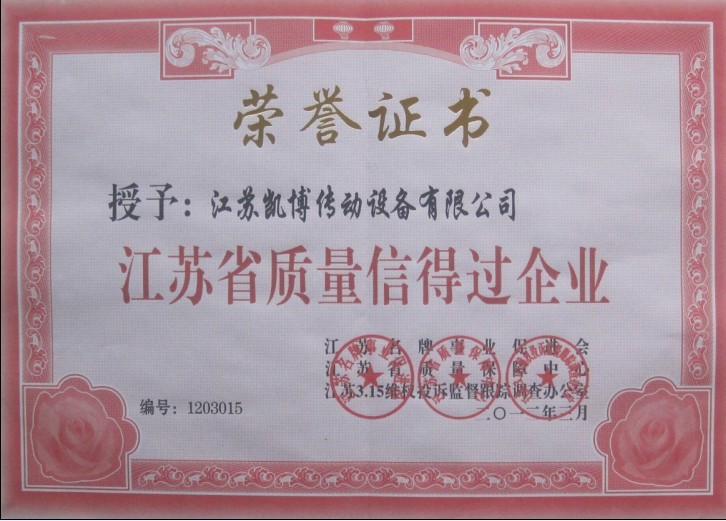 荣誉证书
授予：江苏凯博传动设备有限公司
江苏省质量信得过企业
江苏名牌事业保进会
江苏省质量保障中心
江苏3.15维权投诉监督跟踪调查办公室
二〇一二年三月
编号：1203015